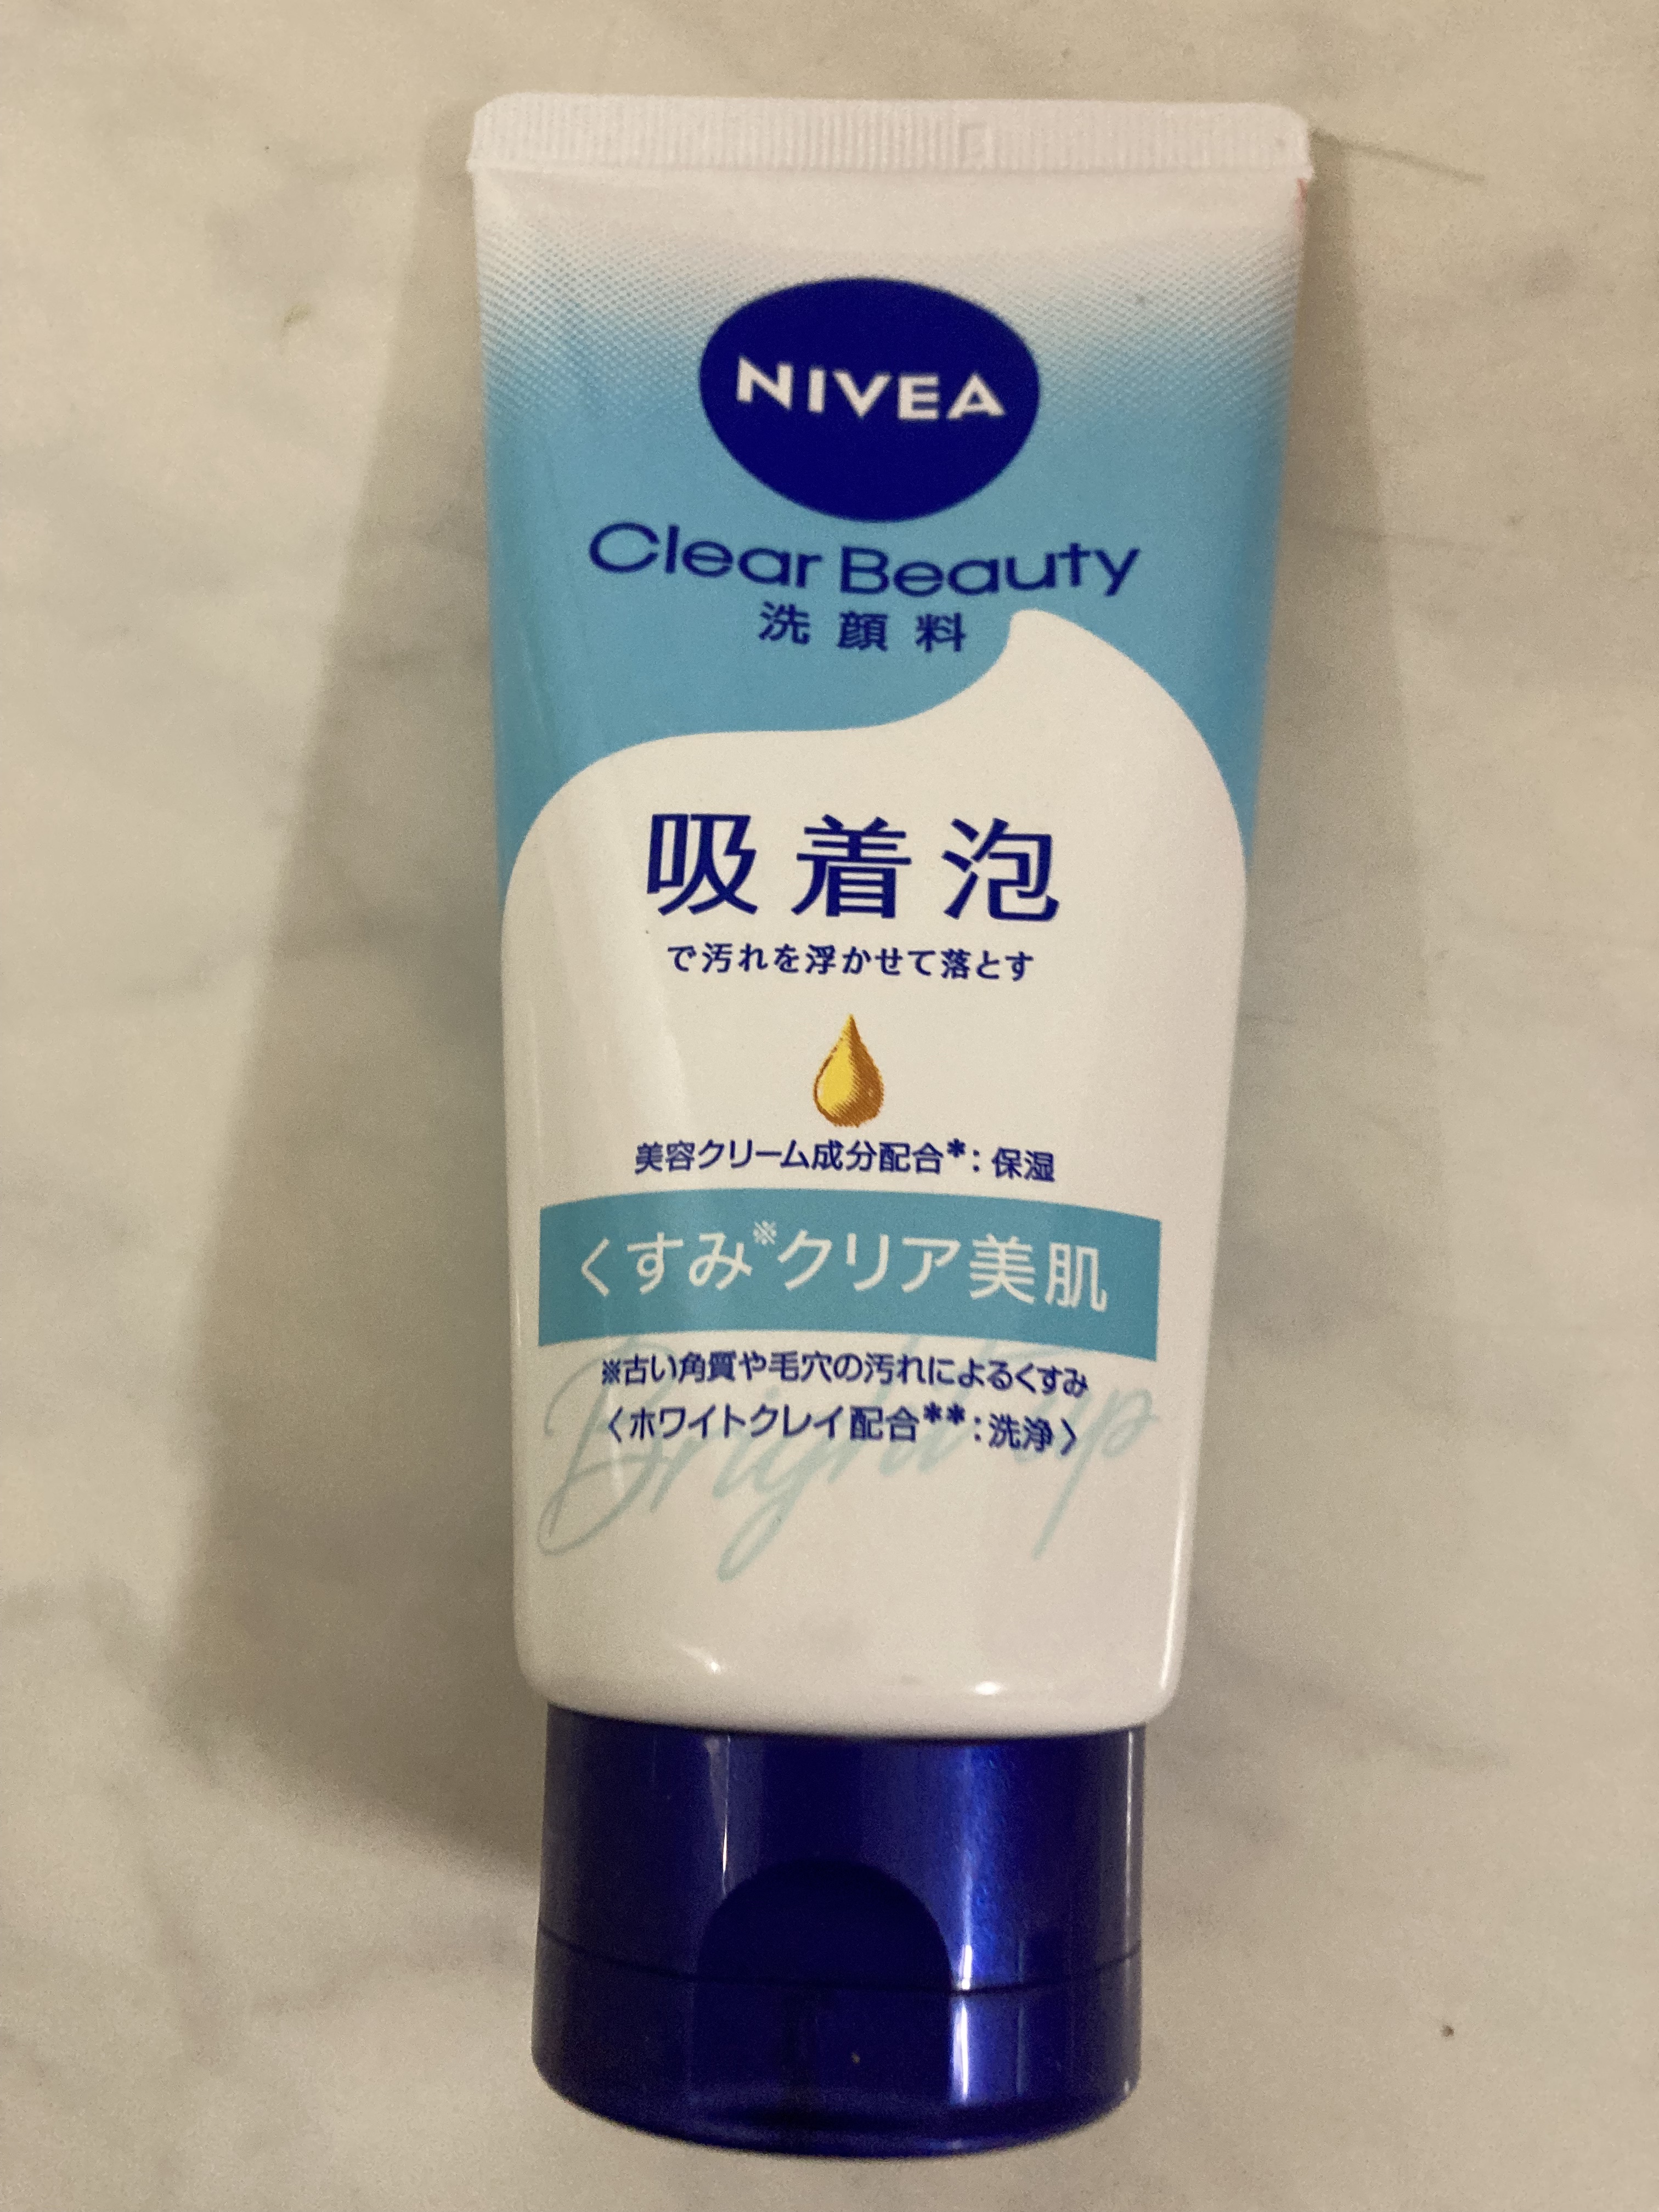 NIVEA
Clear Beauty
洗顔料
吸着泡
で汚れを浮かせて落とす
美容クリーム成分配合*:保湿
くすみ※クリア美肌
※古い角質や毛穴の汚れによるくすみ
〈ホワイトクレイ配合**:洗浄〉
Bright up